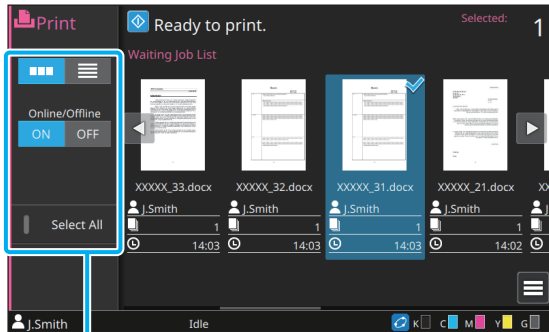 Print
Ready to print.
Selected:
1
Waiting Job List
Online/Offline
ON OFF
Select All
XXXXX_33.docx XXXXX_32.docx XXXXX_31.docx XXXXX_21.docx XX
J.Smith J.Smith J.Smith J.Smith J
1 1 1 1
14:03 14:03 14:03 14:02
J.Smith Idle K C M Y G